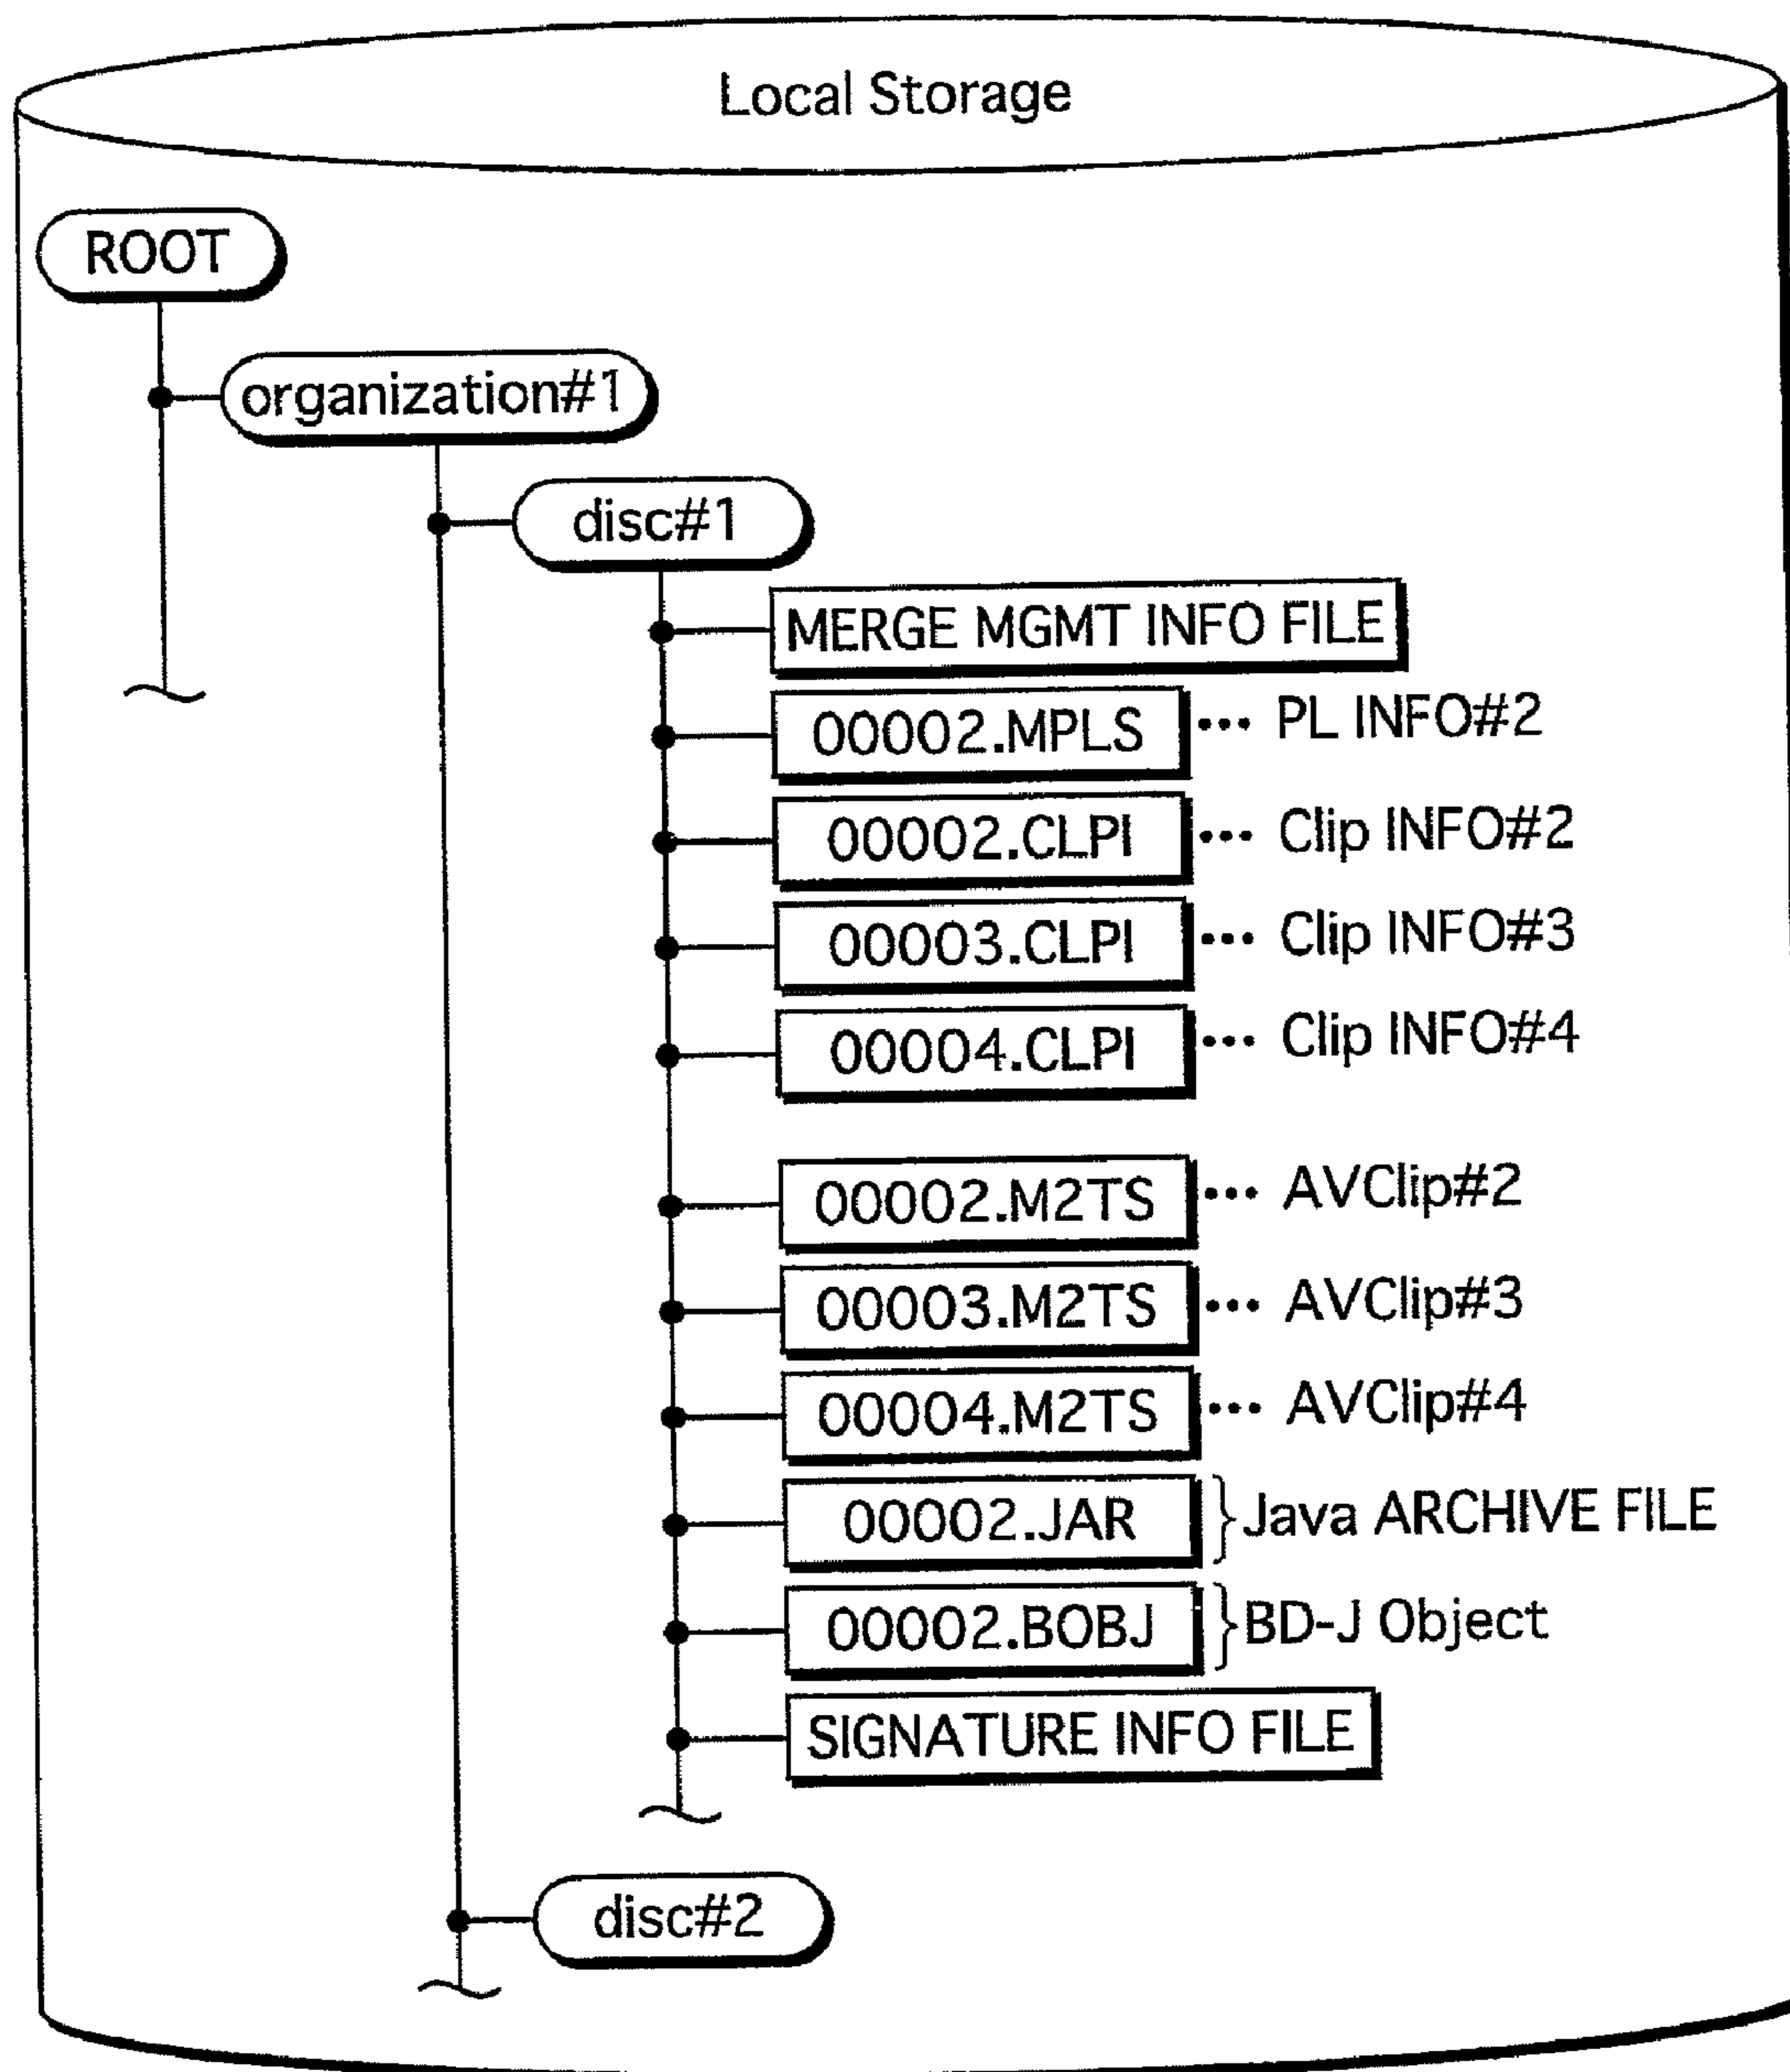 Local Storage
ROOT
organization#1
disc#1
MERGE MGMT INFO FILE
00002.MPLS ••• PL INFO#2
00002.CLPI ••• Clip INFO#2
00003.CLPI ••• Clip INFO#3
00004.CLPI ••• Clip INFO#4
00002.M2TS ••• AVClip#2
00003.M2TS ••• AVClip#3
00004.M2TS ••• AVClip#4
00002.JAR }Java ARCHIVE FILE
00002.BOBJ }BD-J Object
SIGNATURE INFO FILE
disc#2